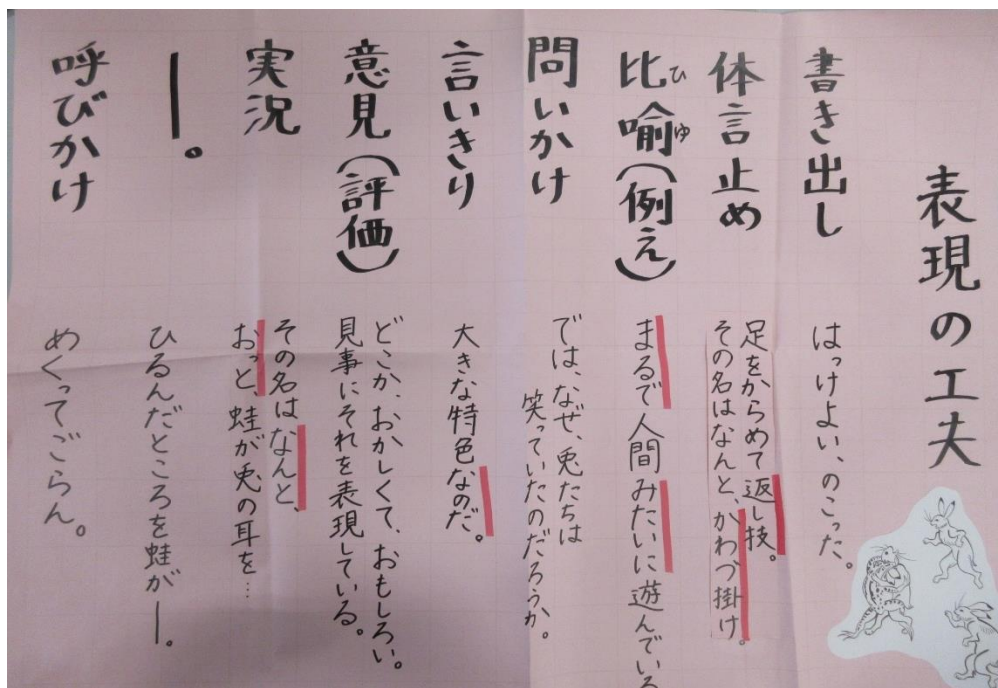 表現の工夫
書き出し
はっけよい、のこった。
体言止め
足をからめて返し技。
その名はなんと、かわづ掛け。
比喩(例え)
ひ
ゆ
まるで人間みたいに遊んでいる
問いかけ
では、なぜ、兎たちは
笑っていたのだろうか。
言いきり
大きな特色なのだ。
意見(評価)
どこか、おかしくて、おもしろい。
見事にそれを表現している。
実況
その名はなんと、
おっと、蛙が兎の耳を…
―。
ひるんだところを蛙が―。
呼びかけ
めくってごらん。